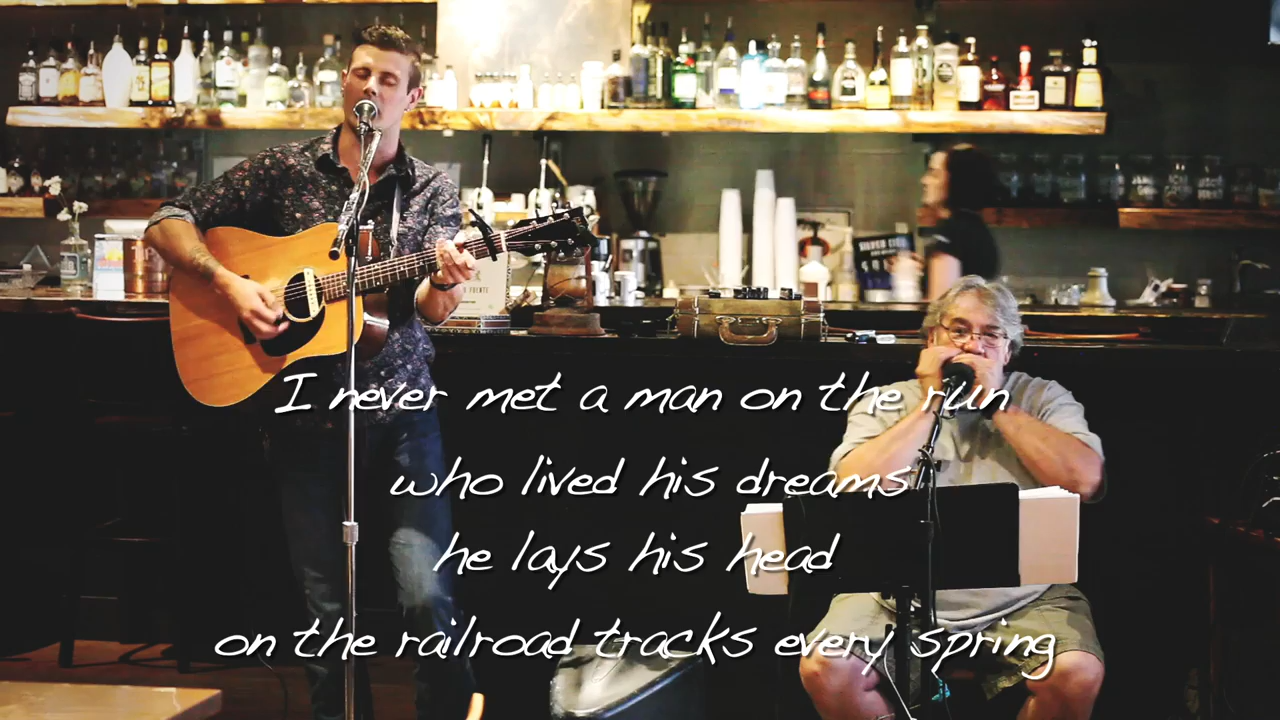 I never met a man on the run
who lived his dreams
he lays his head
on the railroad tracks every spring